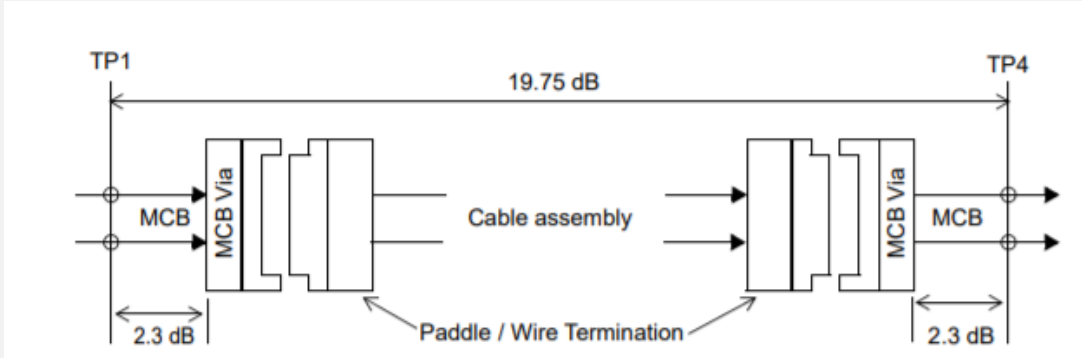 TP1
TP4
19.75 dB
MCB
MCB Via
Cable assembly
MCB Via
MCB
2.3 dB
Paddle / Wire Termination
2.3 dB